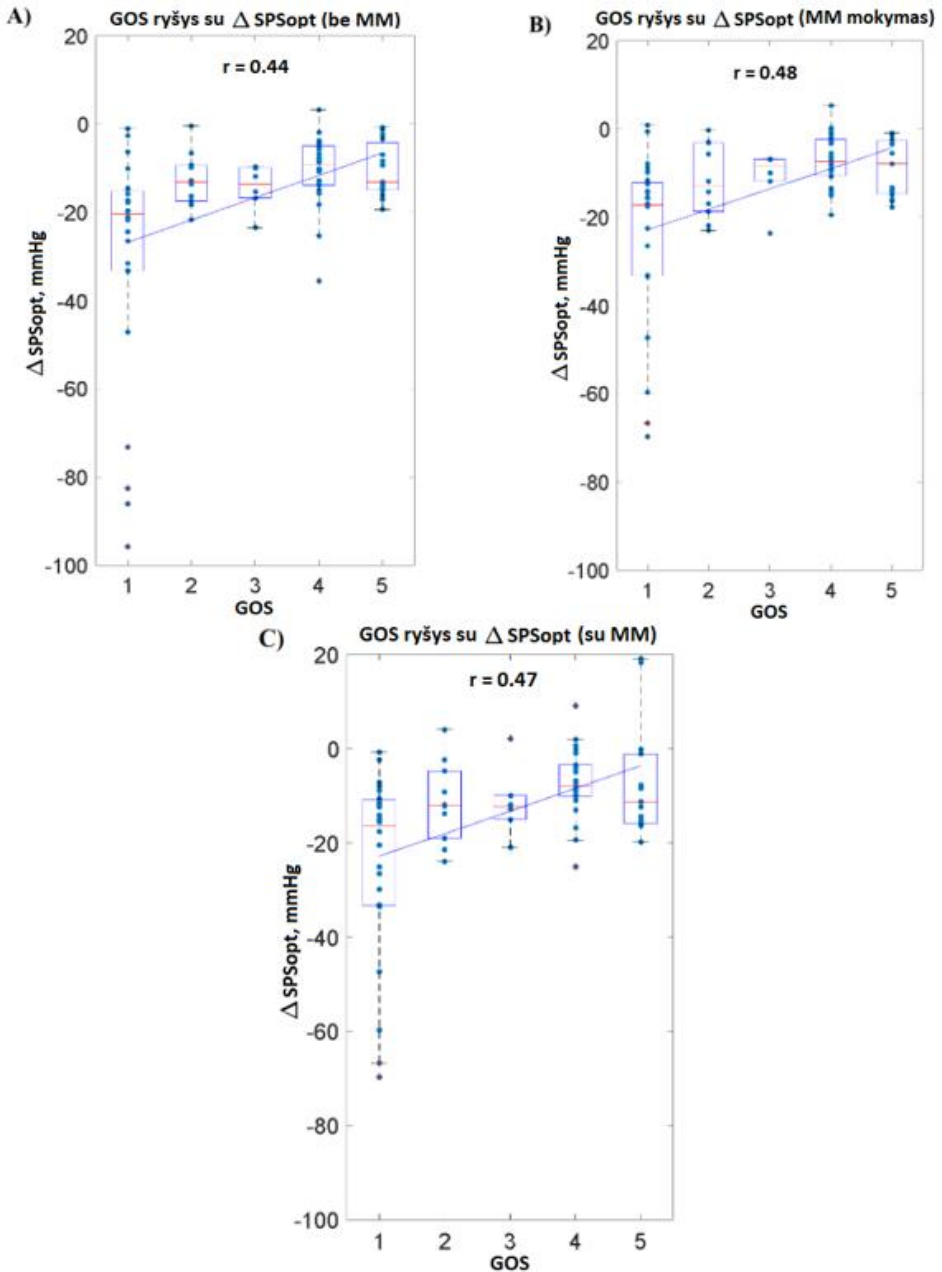 A)
GOS ryšys su Δ SPSopt (be MM)
r = 0.44
20
0
-20
-40
-60
-80
-100
Δ SPSopt, mmHg
1 2 3 4 5
GOS
B)
GOS ryšys su Δ SPSopt (MM mokymas)
r = 0.48
20
0
-20
-40
-60
-80
-100
Δ SPSopt, mmHg
1 2 3 4 5
GOS
C)
GOS ryšys su Δ SPSopt (su MM)
r = 0.47
20
0
-20
-40
-60
-80
-100
Δ SPSopt, mmHg
1 2 3 4 5
GOS